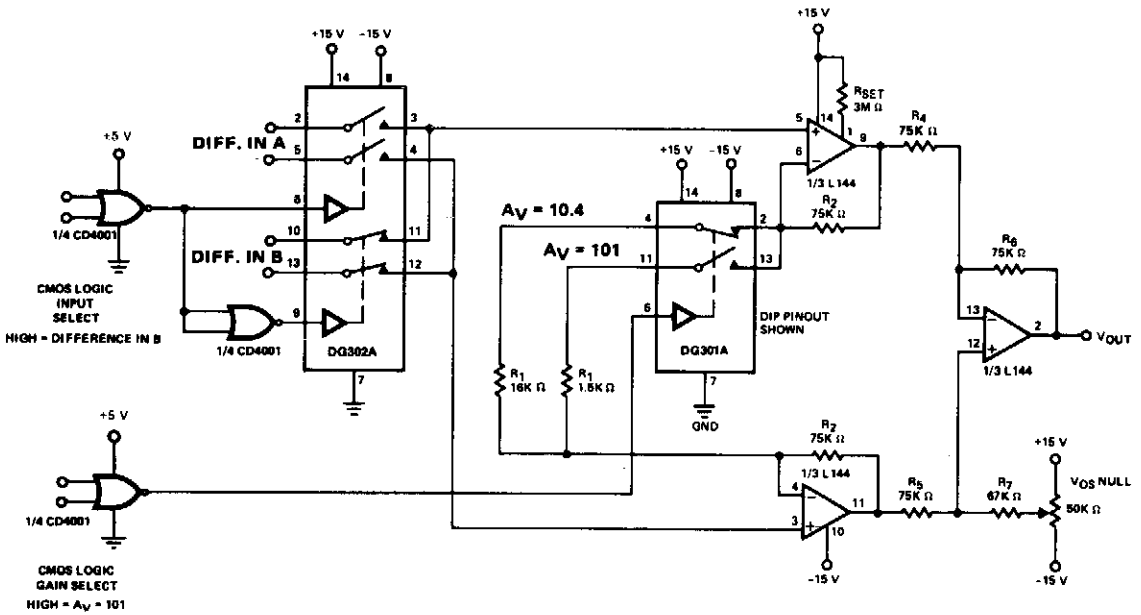 +15 V
-15 V
14
8
2
3
DIFF. IN A
5
4
8
10
11
DIFF. IN B
13
12
9
DG302A
7
+5 V
1/4 CD4001
CMOS LOGIC
INPUT
SELECT
HIGH = DIFFERENCE IN B
1/4 CD4001
+5 V
1/4 CD4001
CMOS LOGIC
GAIN SELECT
HIGH = AV = 101
+15 V
-15 V
14
8
AV = 10.4
4
2
AV = 101
11
13
6
DIP PINOUT
SHOWN
DG301A
7
GND
R1
16K Ω
R1
1.5K Ω
+15 V
RSET
3M Ω
5
14
1
9
6
1/3 L144
R4
75K Ω
R2
75K Ω
R6
75K Ω
13
2
12
VOUT
1/3 L144
R2
75K Ω
1/3 L144
4
11
3
10
-15 V
R5
75K Ω
R7
67K Ω
+15 V
VOS NULL
50K Ω
-15 V